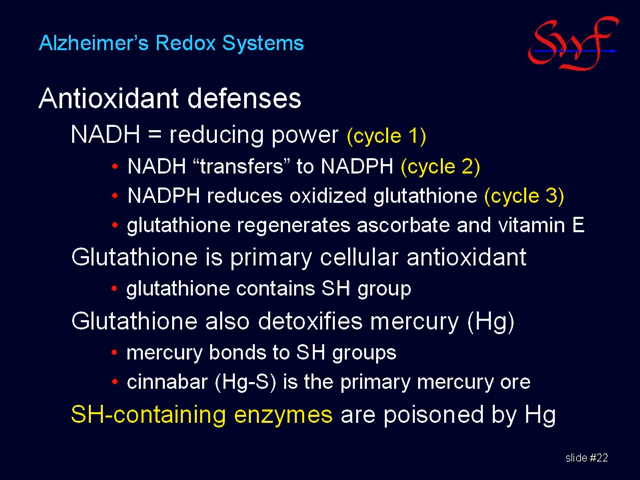 Alzheimer's Redox Systems
SWF
Antioxidant defenses
NADH = reducing power (cycle 1)
• NADH “transfers” to NADPH (cycle 2)
• NADPH reduces oxidized glutathione (cycle 3)
• glutathione regenerates ascorbate and vitamin E
Glutathione is primary cellular antioxidant
• glutathione contains SH group
Glutathione also detoxifies mercury (Hg)
• mercury bonds to SH groups
• cinnabar (Hg-S) is the primary mercury ore
SH-containing enzymes are poisoned by Hg
slide #22